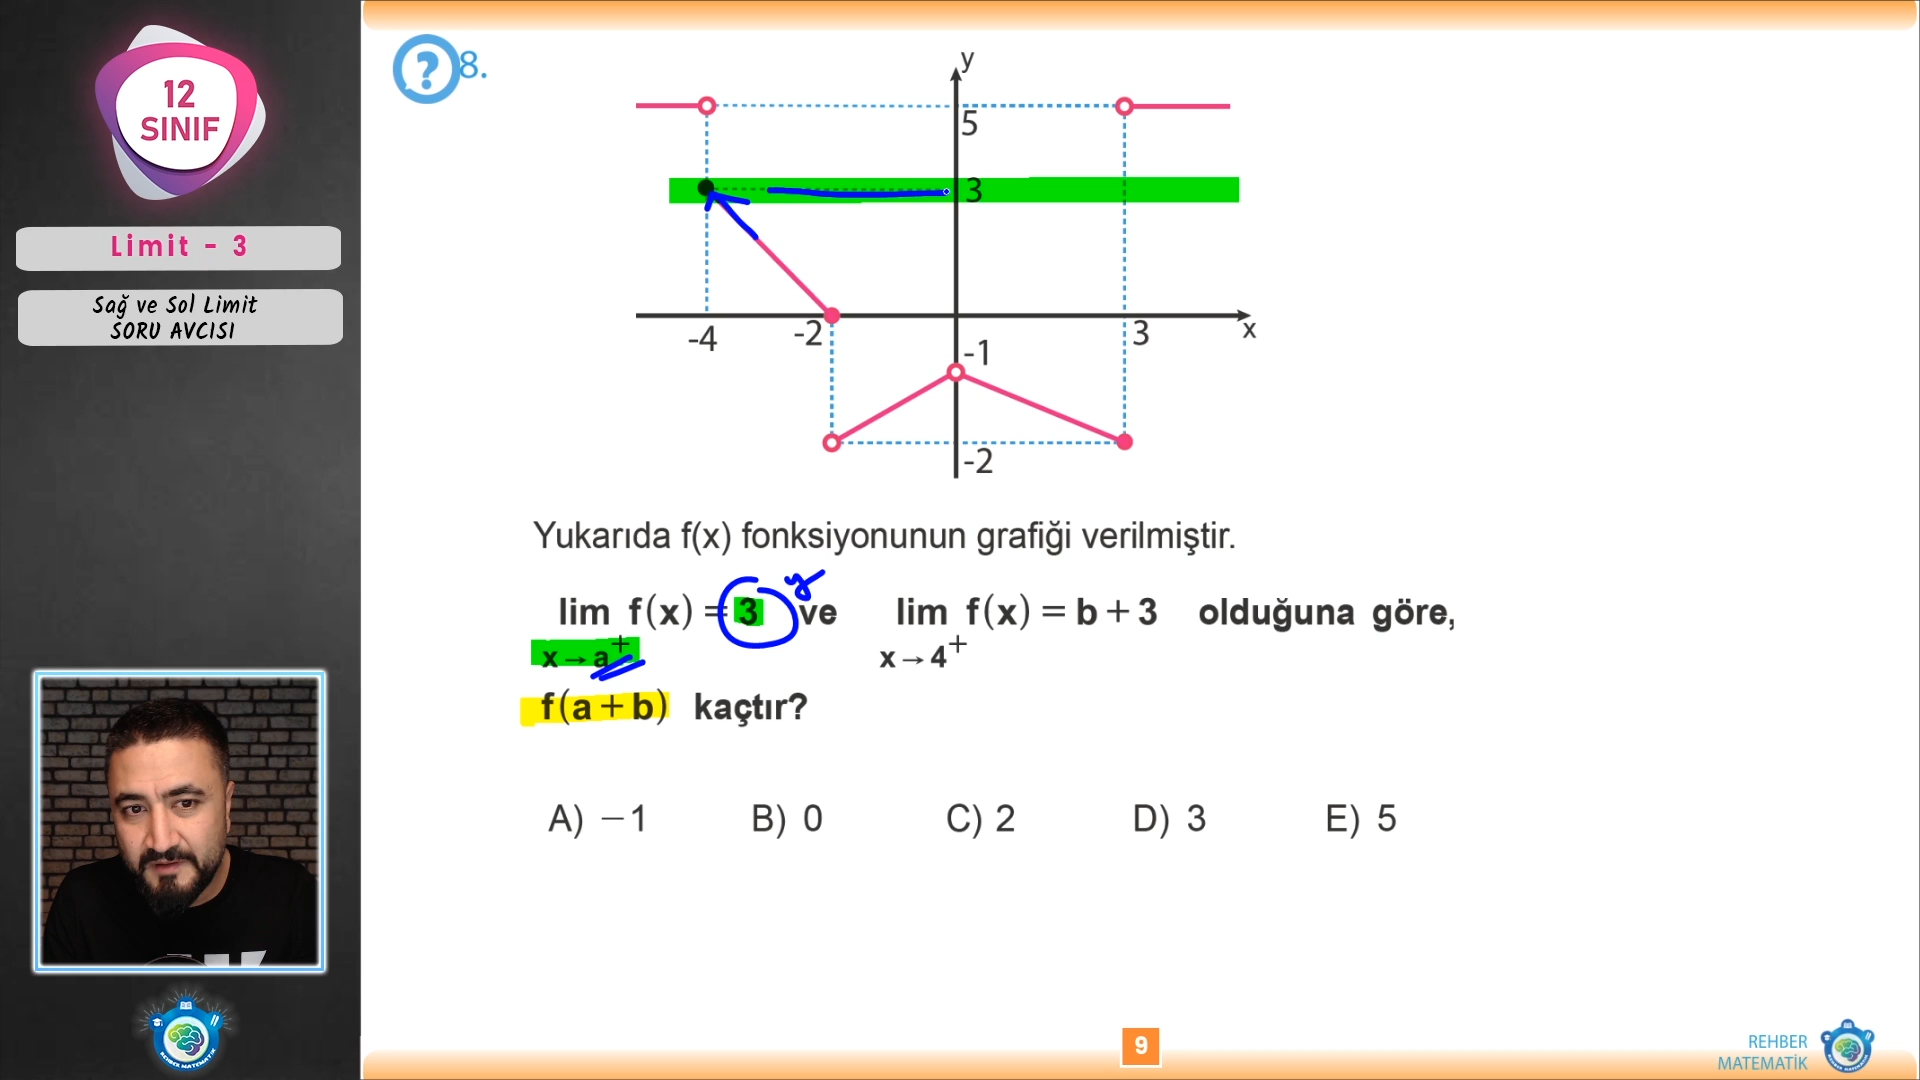 12
SINIF
Limit - 3
Sağ ve Sol Limit
SORU AVCISI
8.
y
5
3
-4
-2
3
x
-1
-2
Yukarıda f(x) fonksiyonunun grafiği verilmiştir.
lim f(x) = 3 ve lim f(x) = b + 3 olduğuna göre,
x → a⁺ x → 4⁺
f(a + b) kaçtır?
A) −1 B) 0 C) 2 D) 3 E) 5
9
REHBER
MATEMATİK